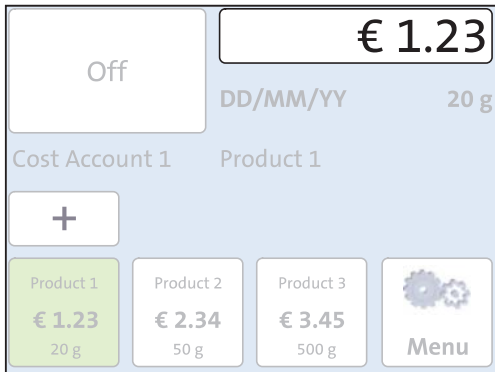 Off
€ 1.23
DD/MM/YY 20 g
Cost Account 1 Product 1
+
Product 1 Product 2 Product 3
€ 1.23 € 2.34 € 3.45 Menu
20 g 50 g 500 g